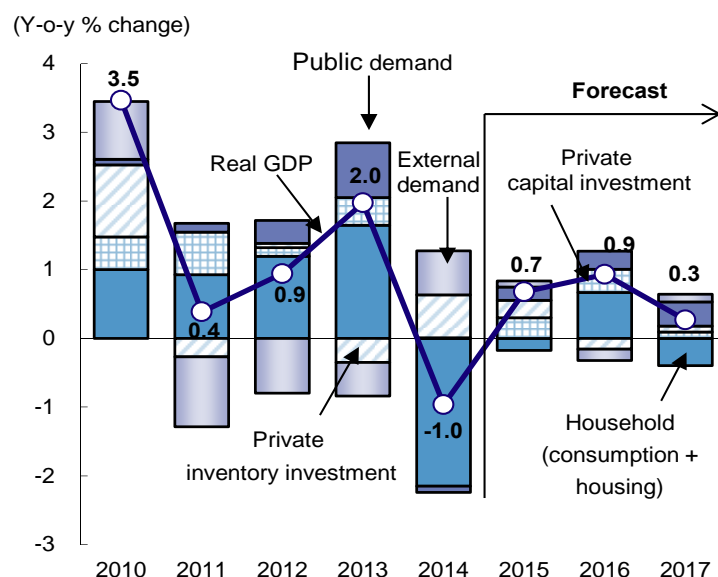 (Y-o-y % change)
4
3
2
1
0
-1
-2
-3
3.5
0.4
0.9
2.0
-1.0
0.7
0.9
0.3
Public demand
Forecast
Real GDP
External
demand
Private
capital investment
Private
inventory investment
Household
(consumption +
housing)
2010 2011 2012 2013 2014 2015 2016 2017